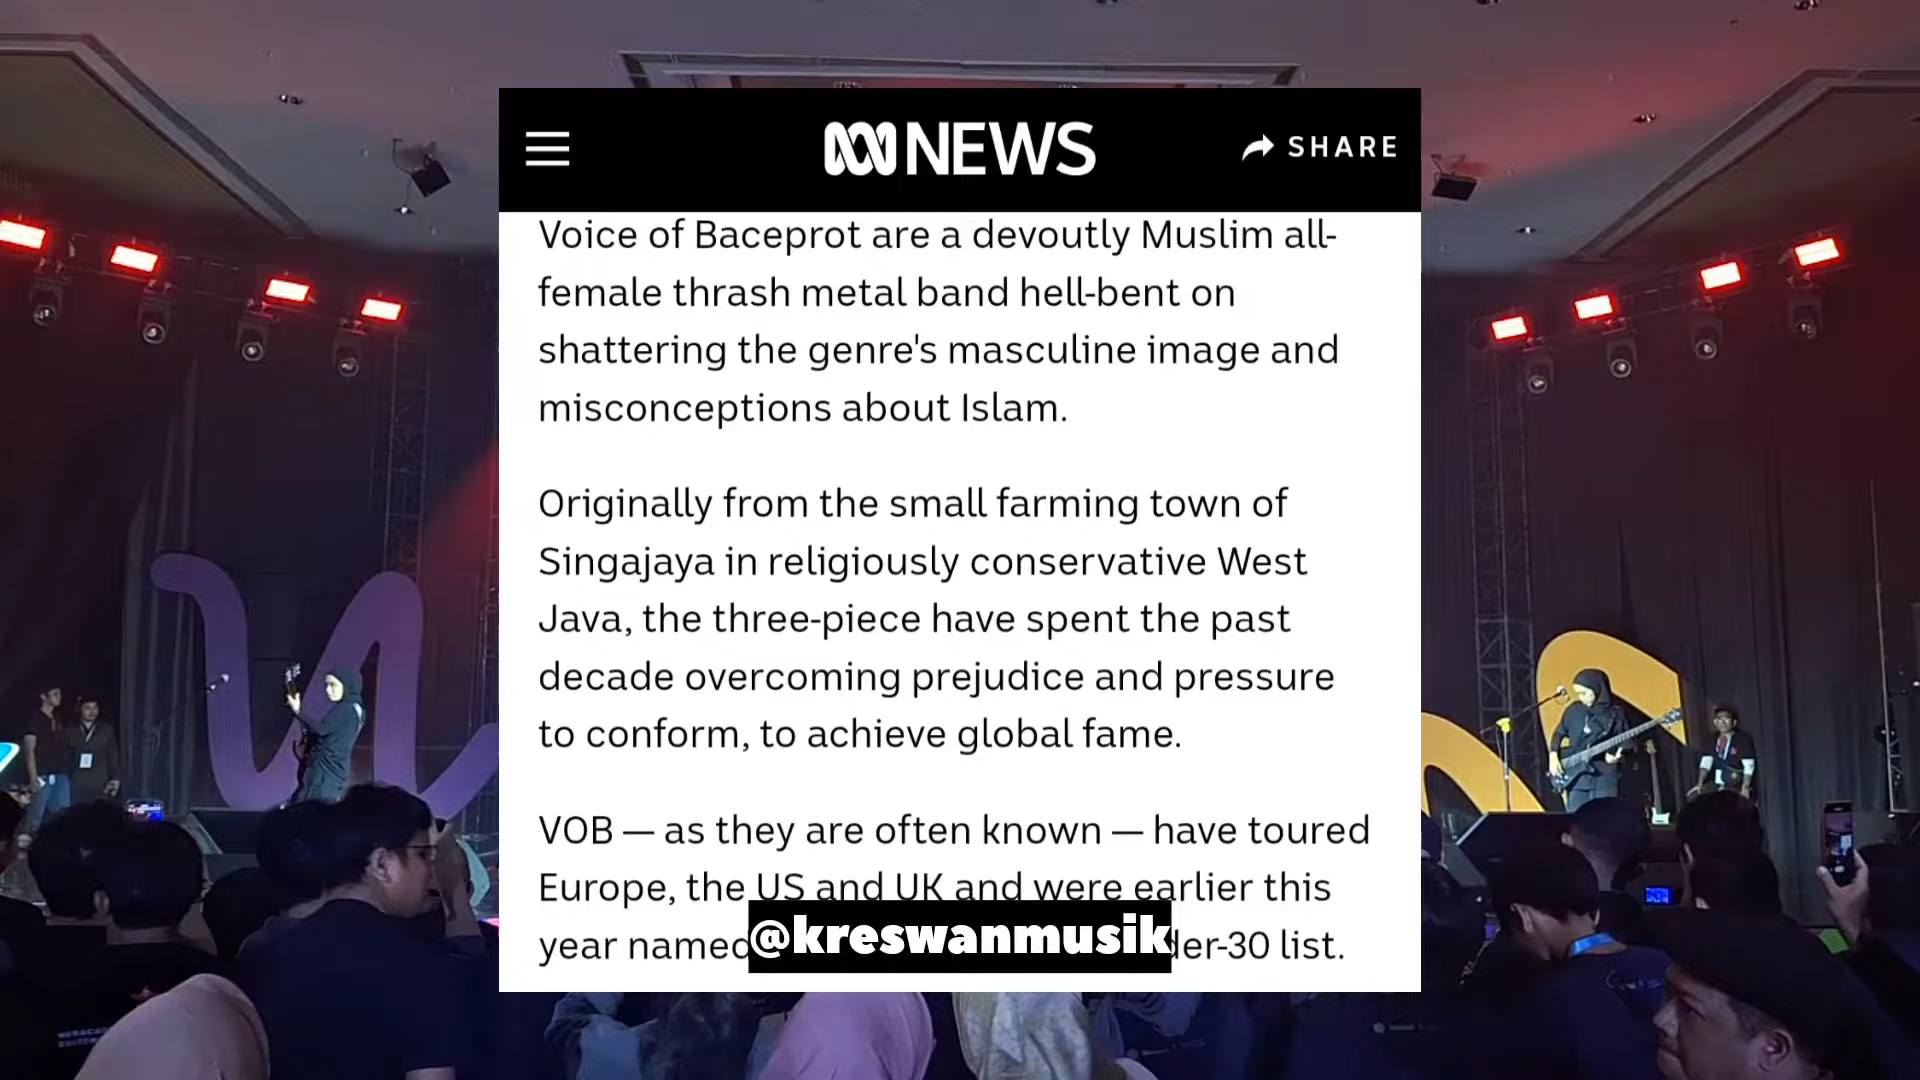 NEWS
SHARE
Voice of Baceprot are a devoutly Muslim all-
female thrash metal band hell-bent on
shattering the genre's masculine image and
misconceptions about Islam.
Originally from the small farming town of
Singajaya in religiously conservative West
Java, the three-piece have spent the past
decade overcoming prejudice and pressure
to conform, to achieve global fame.
VOB — as they are often known — have toured
Europe, the US and UK and were earlier this
year named der-30 list.
@kreswanmusik